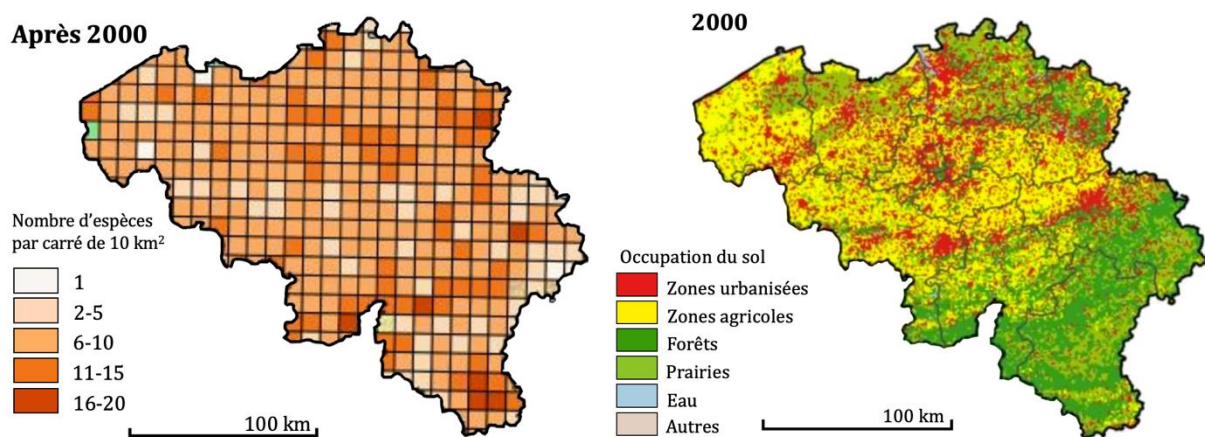 Après 2000
Nombre d'espèces
par carré de 10 km²
1
2-5
6-10
11-15
16-20
100 km
2000
Occupation du sol
Zones urbanisées
Zones agricoles
Forêts
Prairies
Eau
Autres
100 km